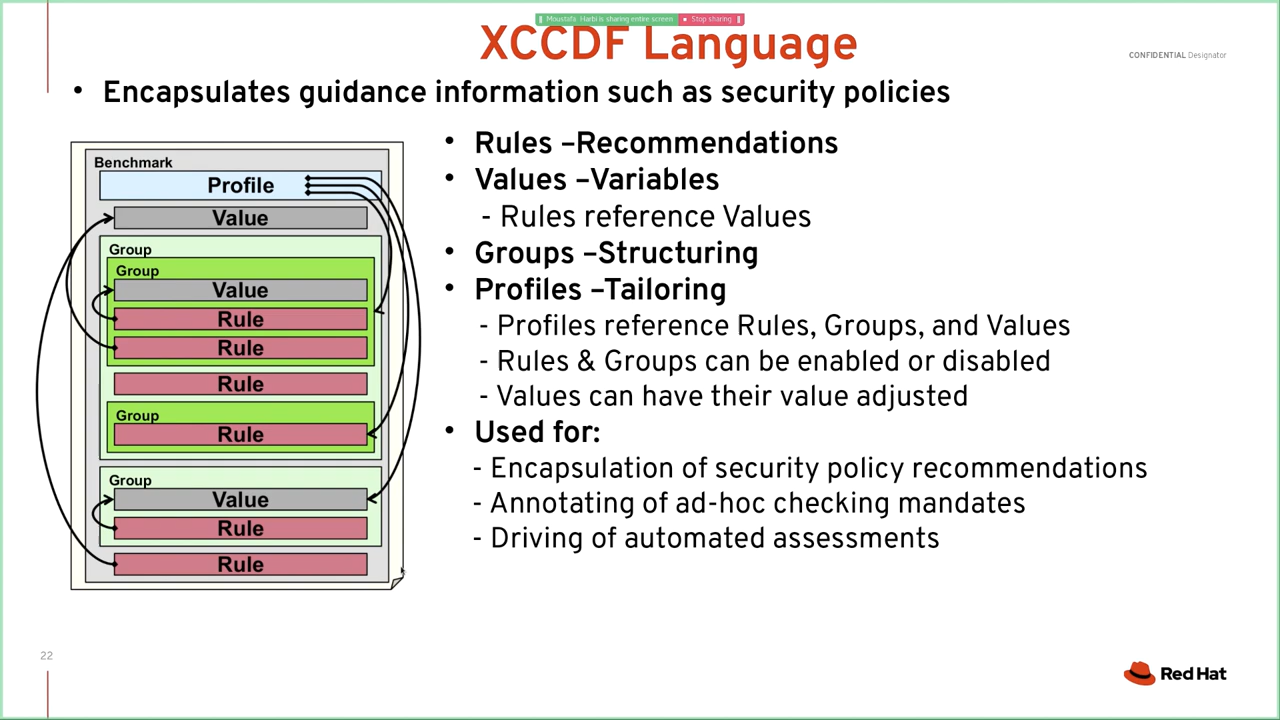 Moustafa Harbi is sharing entire screen
Stop sharing
XCCDF Language
CONFIDENTIAL Designator
• Encapsulates guidance information such as security policies
Benchmark
Profile
Value
Group
Group
Value
Rule
Rule
Rule
Group
Rule
Group
Value
Rule
Rule
• Rules –Recommendations
• Values –Variables
- Rules reference Values
• Groups –Structuring
• Profiles –Tailoring
- Profiles reference Rules, Groups, and Values
- Rules & Groups can be enabled or disabled
- Values can have their value adjusted
• Used for:
- Encapsulation of security policy recommendations
- Annotating of ad-hoc checking mandates
- Driving of automated assessments
22
Red Hat